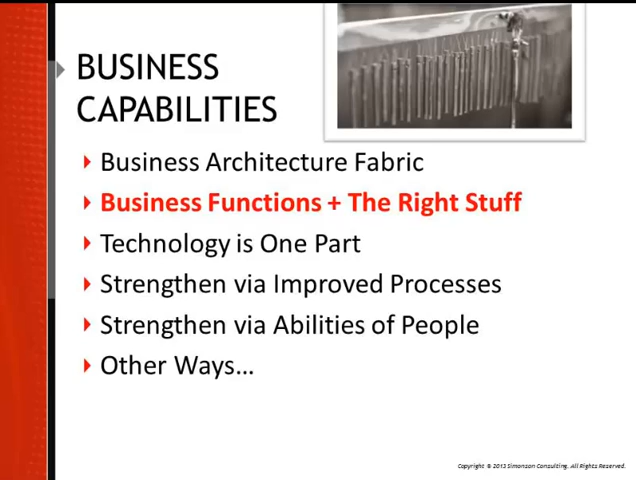 BUSINESS
CAPABILITIES
Business Architecture Fabric
Business Functions + The Right Stuff
Technology is One Part
Strengthen via Improved Processes
Strengthen via Abilities of People
Other Ways…
Copyright © 2013 Simonson Consulting. All Rights Reserved.